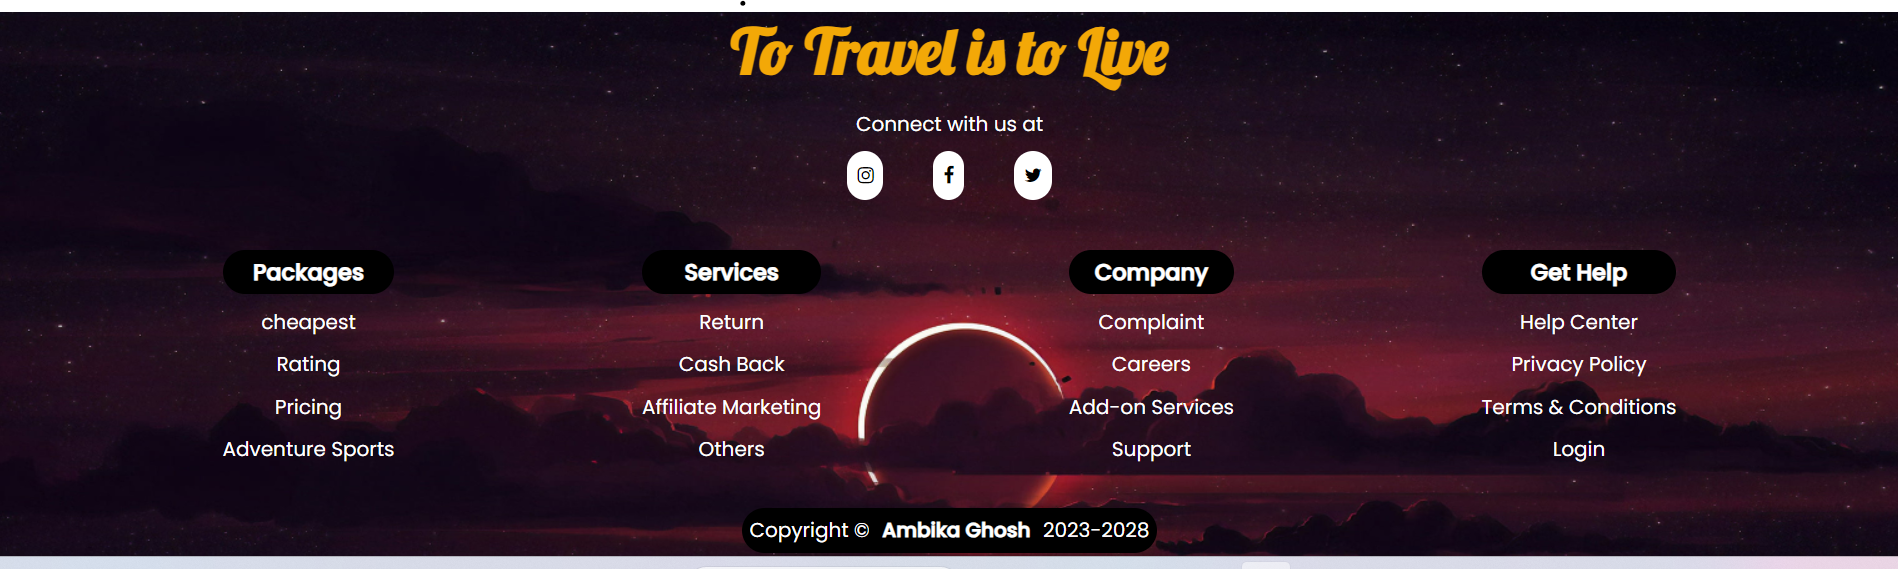 To Travel is to Live
Connect with us at
Packages
cheapest
Rating
Pricing
Adventure Sports
Services
Return
Cash Back
Affiliate Marketing
Others
Company
Complaint
Careers
Add-on Services
Support
Get Help
Help Center
Privacy Policy
Terms & Conditions
Login
Copyright © Ambika Ghosh 2023-2028